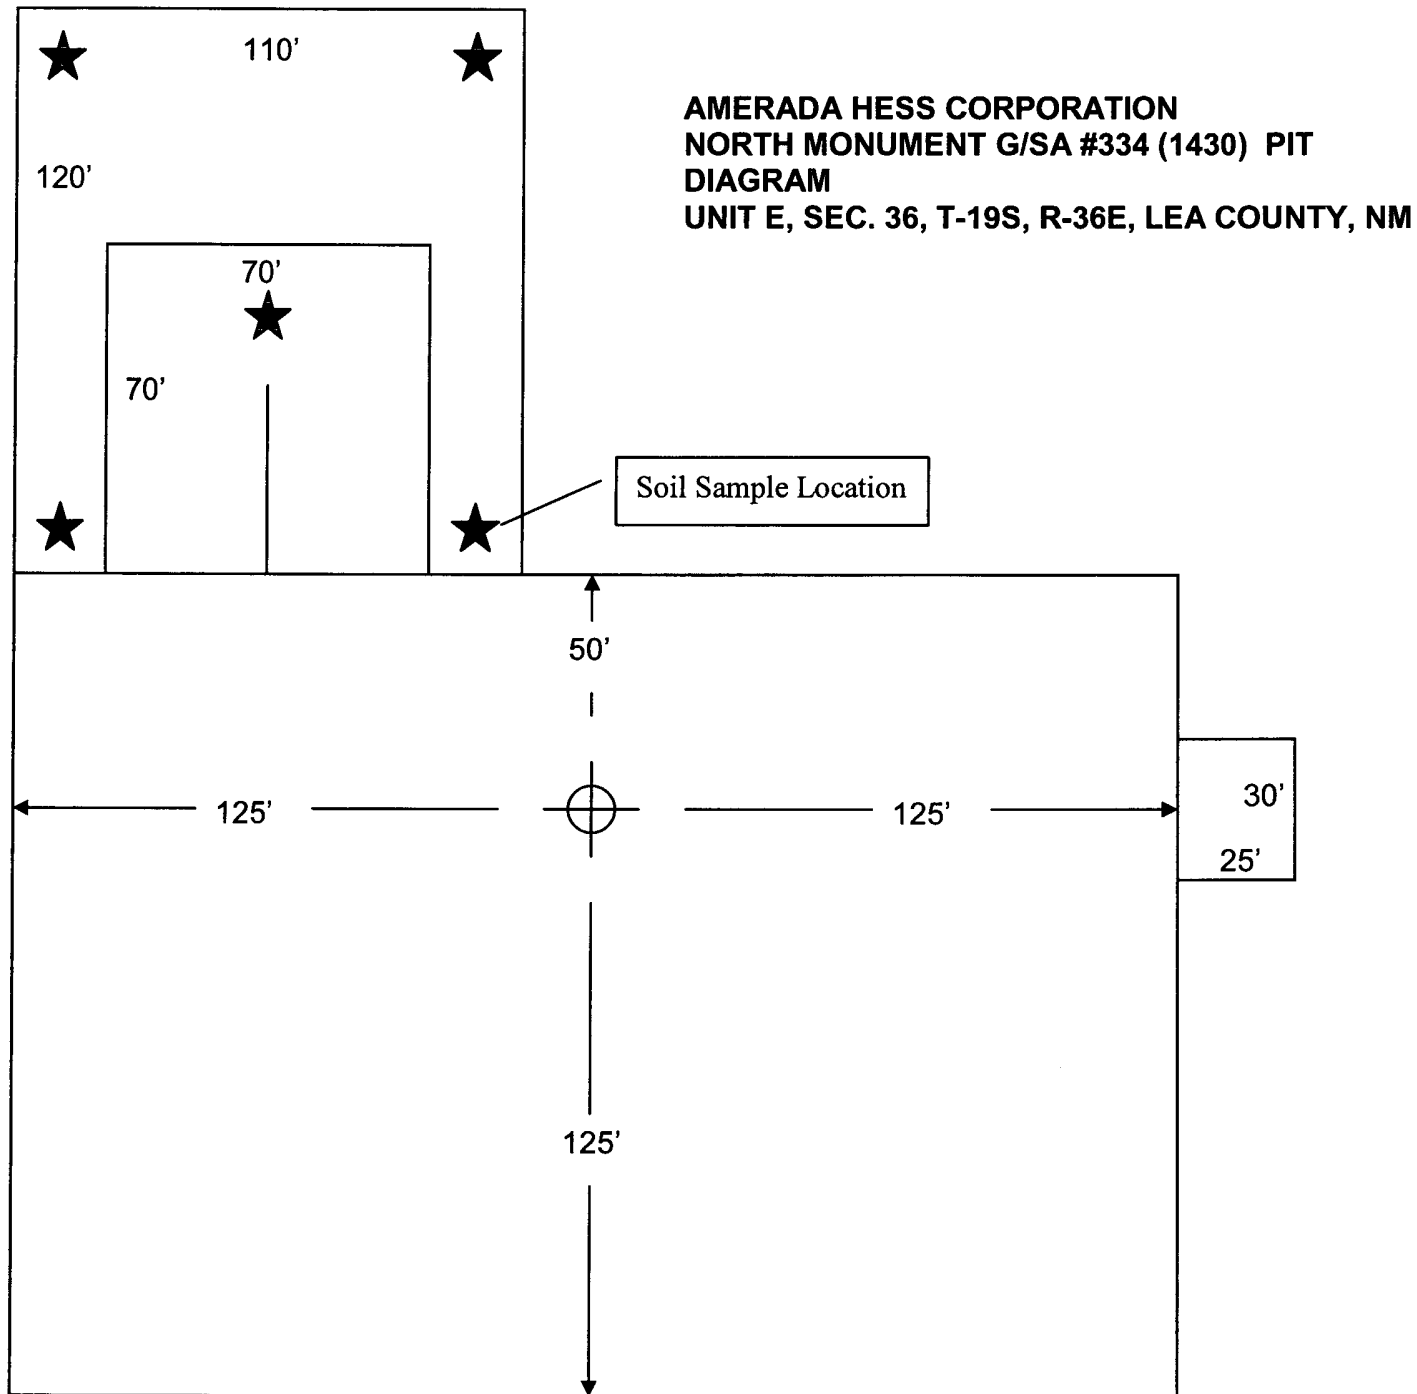 110’
AMERADA HESS CORPORATION
NORTH MONUMENT G/SA #334 (1430) PIT
DIAGRAM
UNIT E, SEC. 36, T-19S, R-36E, LEA COUNTY, NM
120’
70’
70’
Soil Sample Location
50’
125’
125’
30’
25’
125’